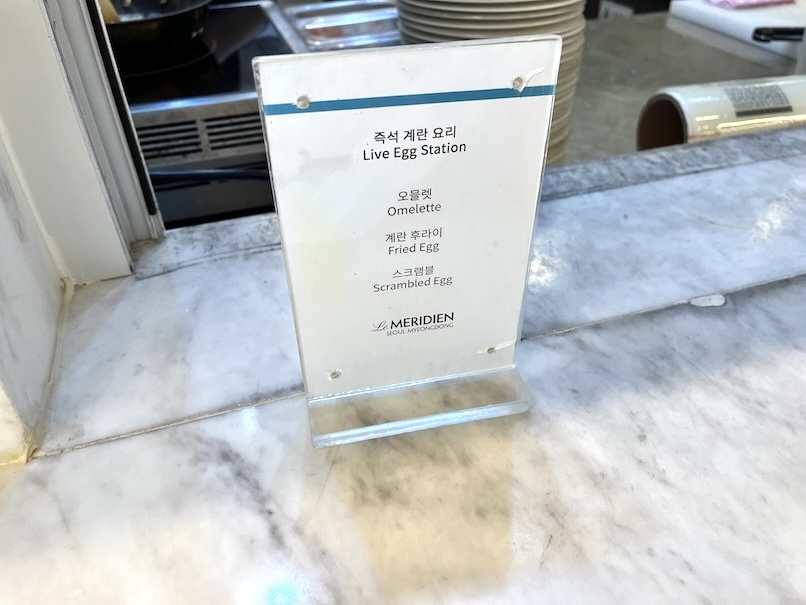 즉석 계란 요리
Live Egg Station
오믈렛
Omelette
계란 후라이
Fried Egg
스크램블
Scrambled Egg
Le MERIDIEN
SEOUL MYEONGDONG